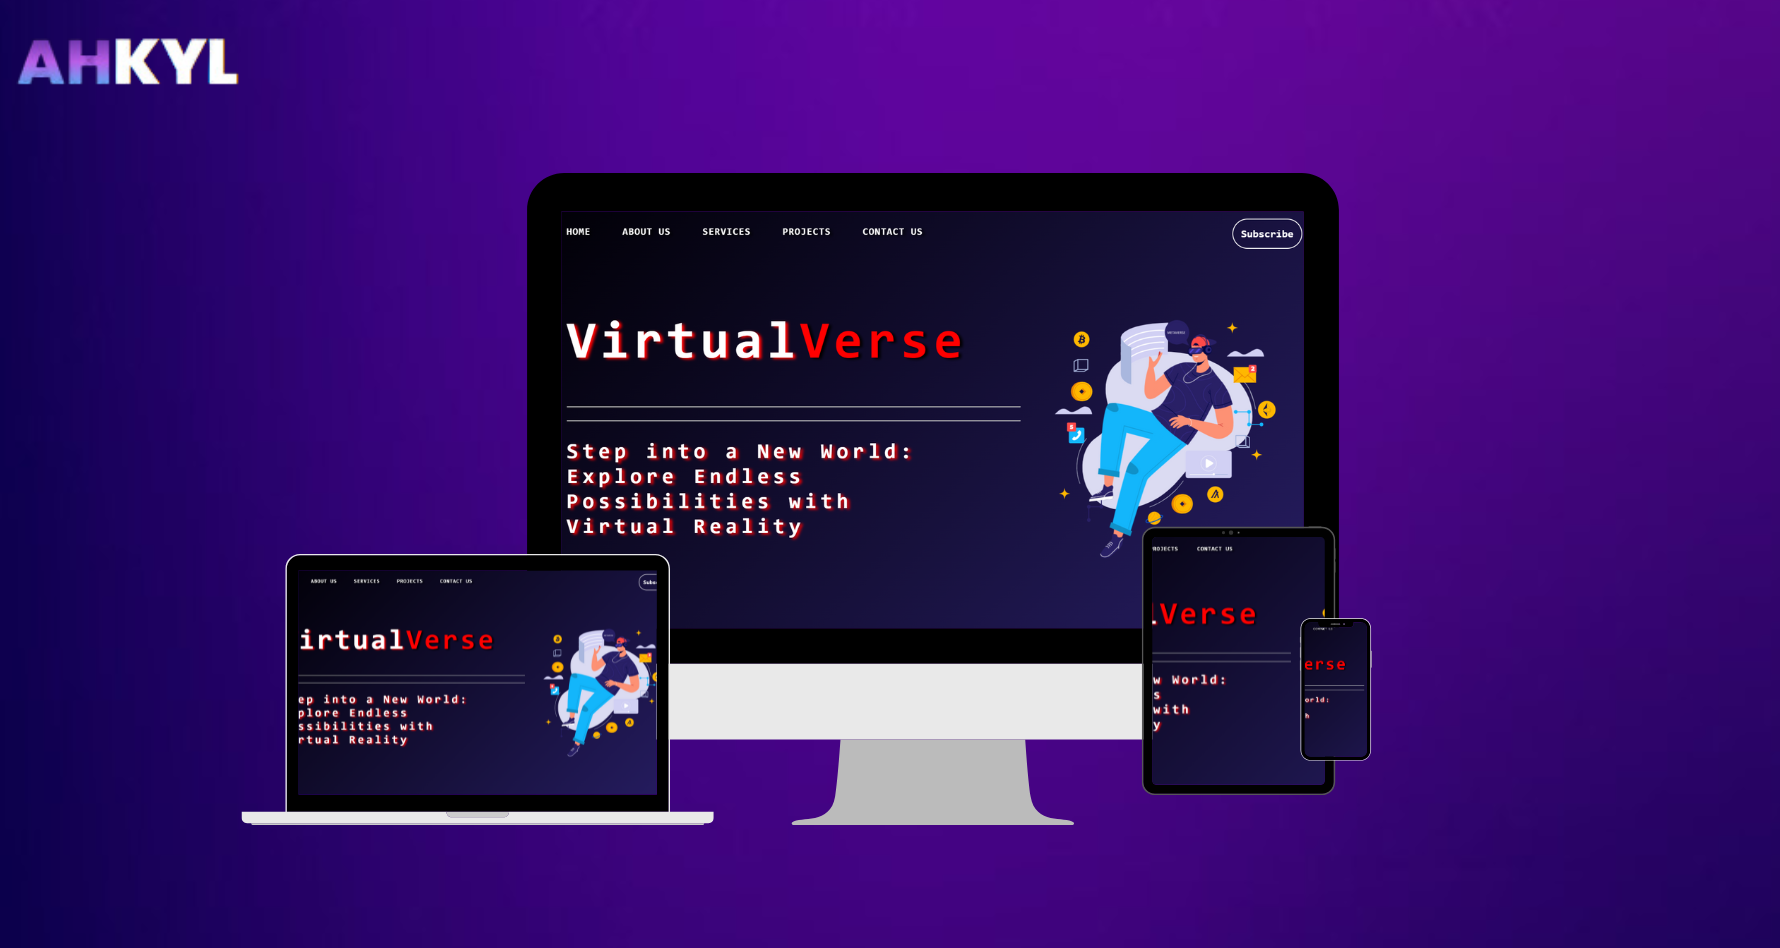 AHKYL
HOME ABOUT US SERVICES PROJECTS CONTACT US Subscribe
VirtualVerse
Step into a New World:
Explore Endless
Possibilities with
Virtual Reality
2
5
ABOUT US SERVICES PROJECTS CONTACT US Subs
irtualVerse
ep into a New World:
plore Endless
ssibilities with
rtual Reality
ROJECTS CONTACT US
lVerse
w World:
s
with
y
erse
orld:
h